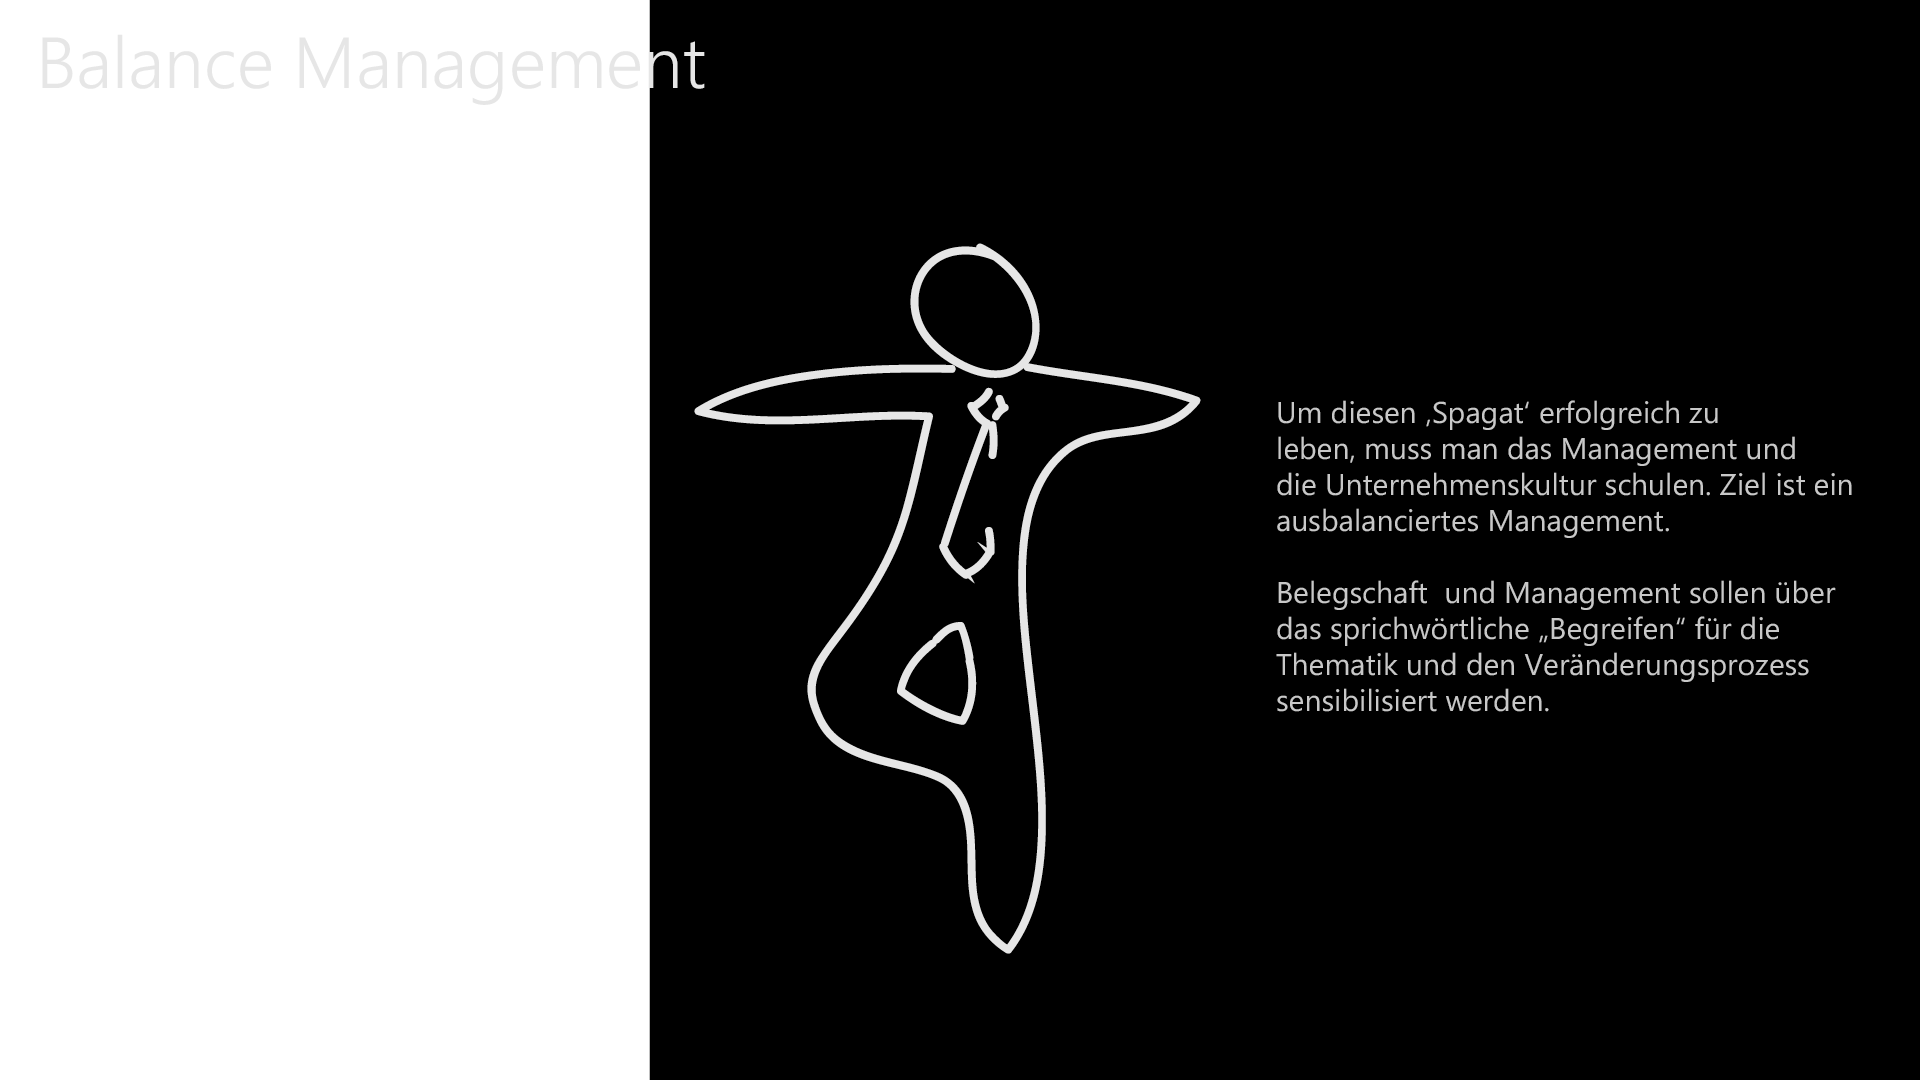 Balance Management
Um diesen ‚Spagat‘ erfolgreich zu
leben, muss man das Management und
die Unternehmenskultur schulen. Ziel ist ein
ausbalanciertes Management.
Belegschaft  und Management sollen über
das sprichwörtliche „Begreifen“ für die
Thematik und den Veränderungsprozess
sensibilisiert werden.